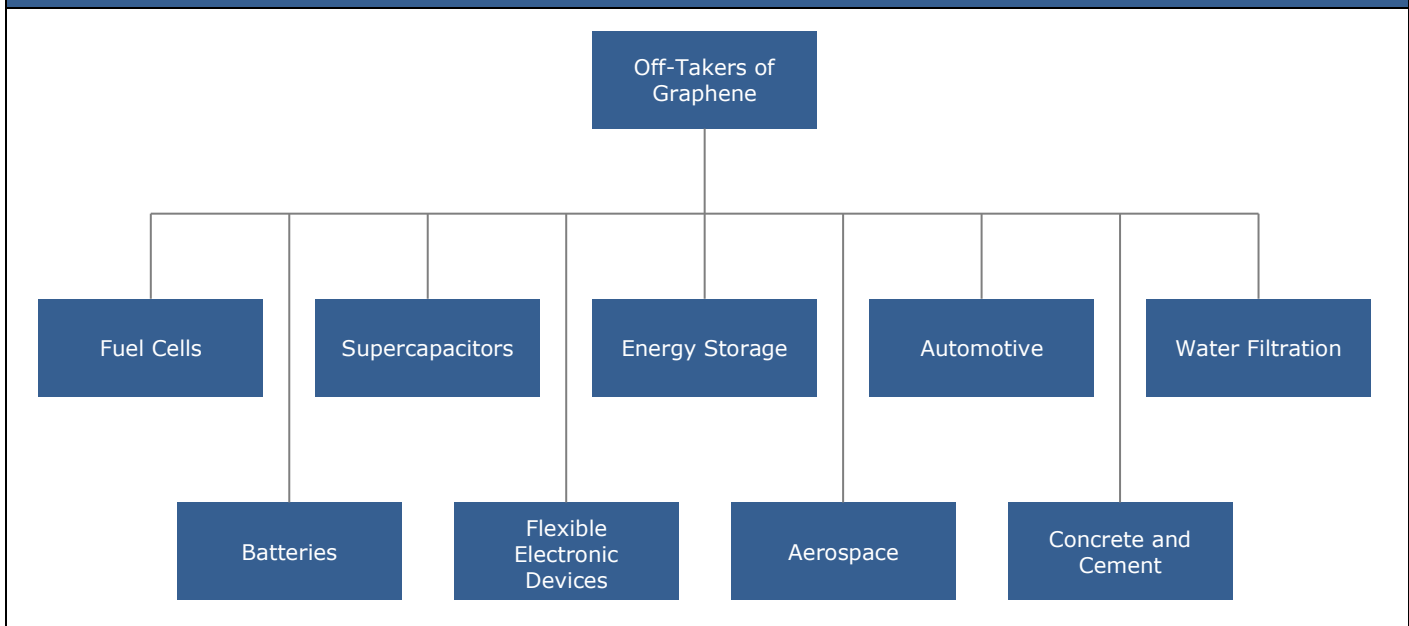 Off-Takers of
Graphene
Fuel Cells
Supercapacitors
Energy Storage
Automotive
Water Filtration
Batteries
Flexible
Electronic
Devices
Aerospace
Concrete and
Cement